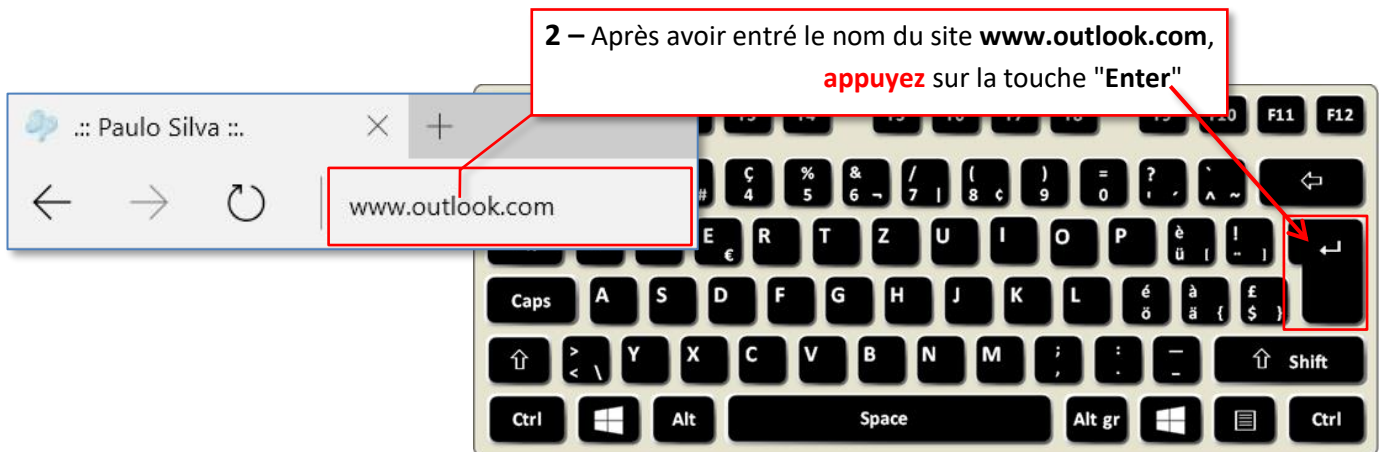 2 – Après avoir entré le nom du site www.outlook.com,
appuyez sur la touche "Enter"
.:: Paulo Silva ::.
www.outlook.com
F11 F12
# Ç 4 % 5 & 6 ¬ / 7 | ( 8 ¢ ) 9 = 0 ? ' ´ ` ^ ~
E € R T Z U I O P è ü [ ! ¨ ]
Caps A S D F G H J K L é ö à ä { £ $ }
> < \ Y X C V B N M ; , : . — - Shift
Ctrl Alt Space Alt gr Ctrl